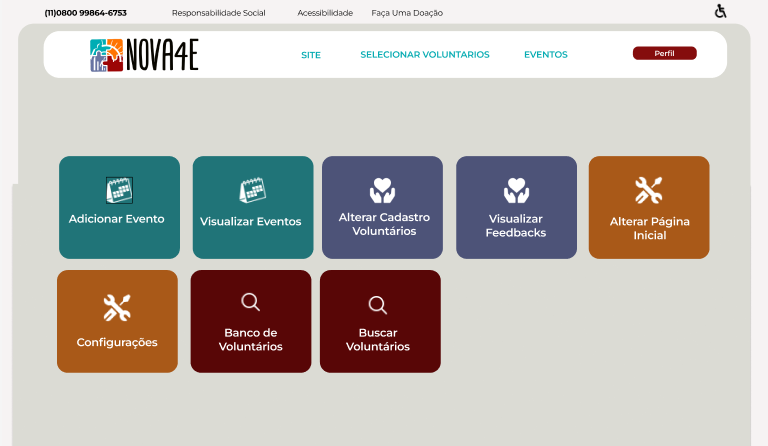 (11)0800 99864-6753
Responsabilidade Social
Acessibilidade
Faça Uma Doação
NOVA4E
SITE
SELECIONAR VOLUNTARIOS
EVENTOS
Perfil
Adicionar Evento
Visualizar Eventos
Alterar Cadastro
Voluntários
Visualizar
Feedbacks
Alterar Página
Inicial
Configurações
Banco de
Voluntários
Buscar
Voluntários